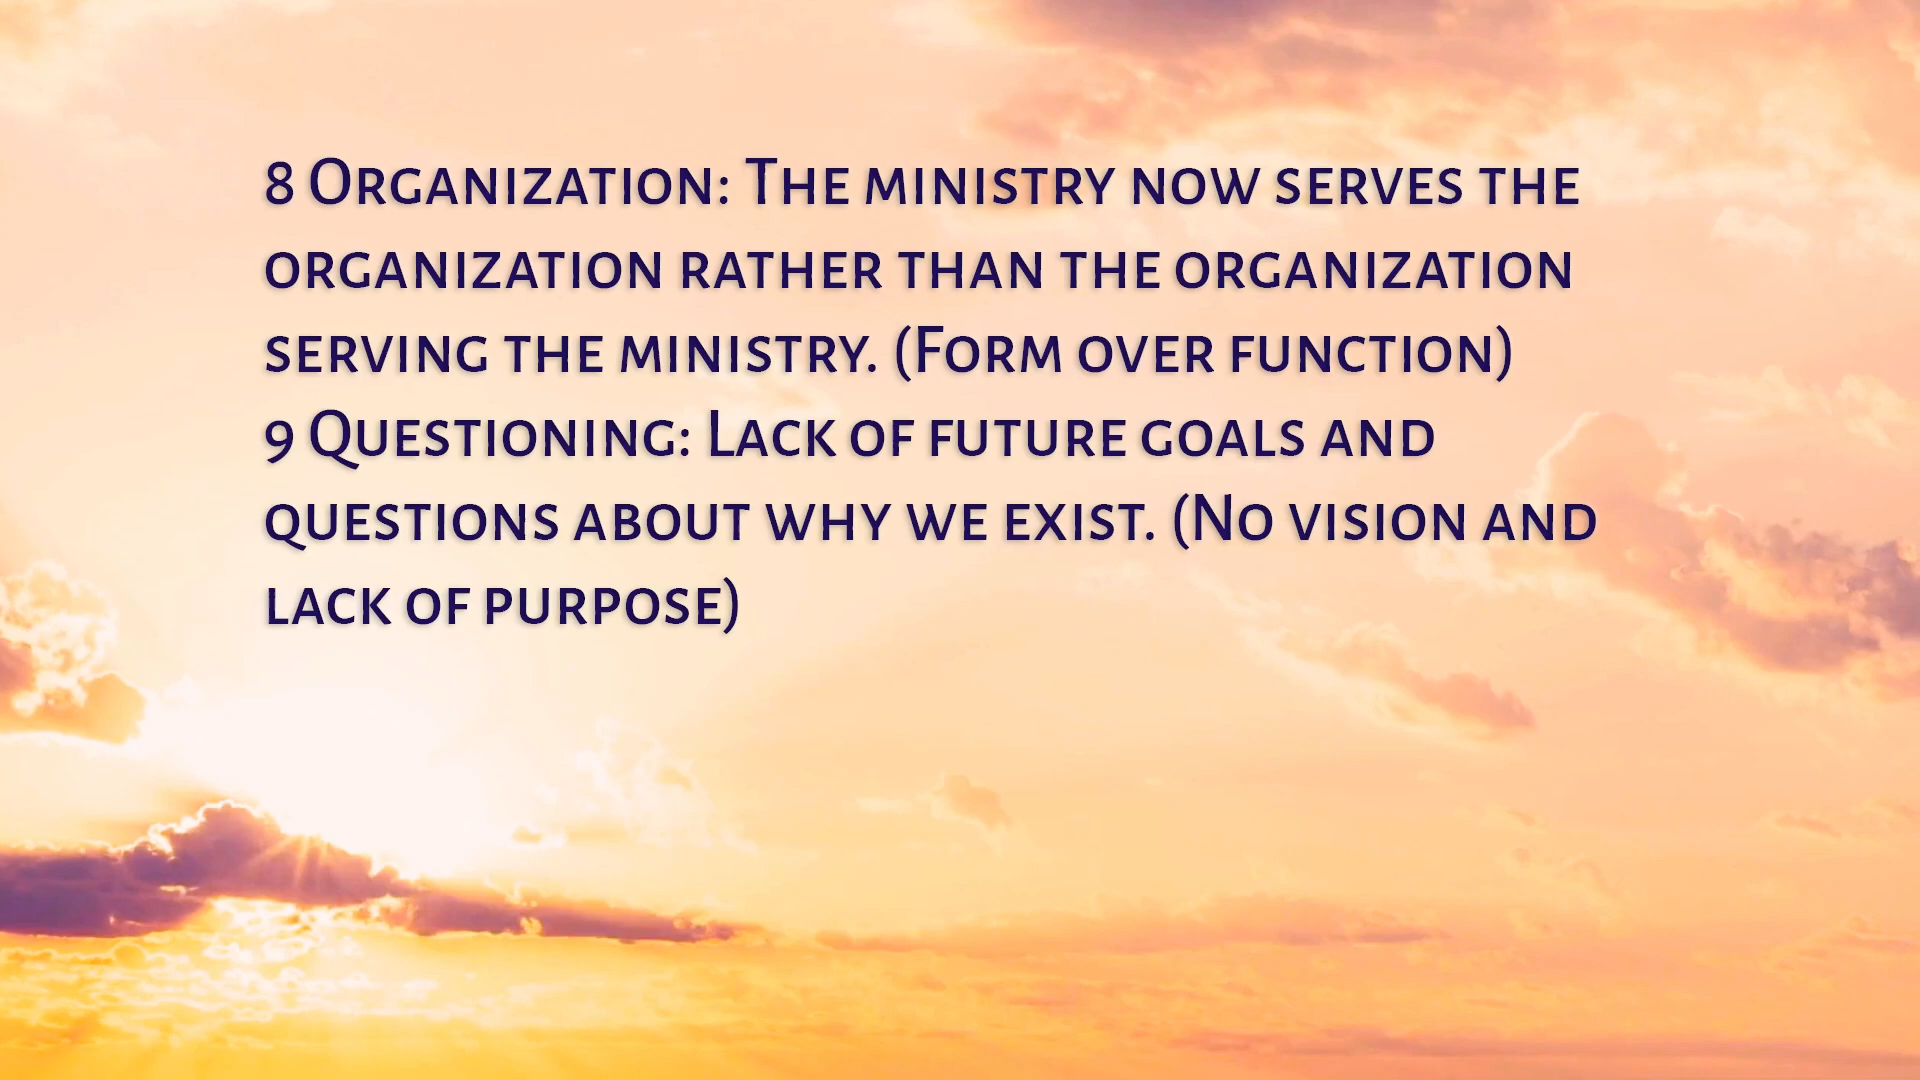 8 Organization: The ministry now serves the
organization rather than the organization
serving the ministry. (Form over function)
9 Questioning: Lack of future goals and
questions about why we exist. (No vision and
lack of purpose)